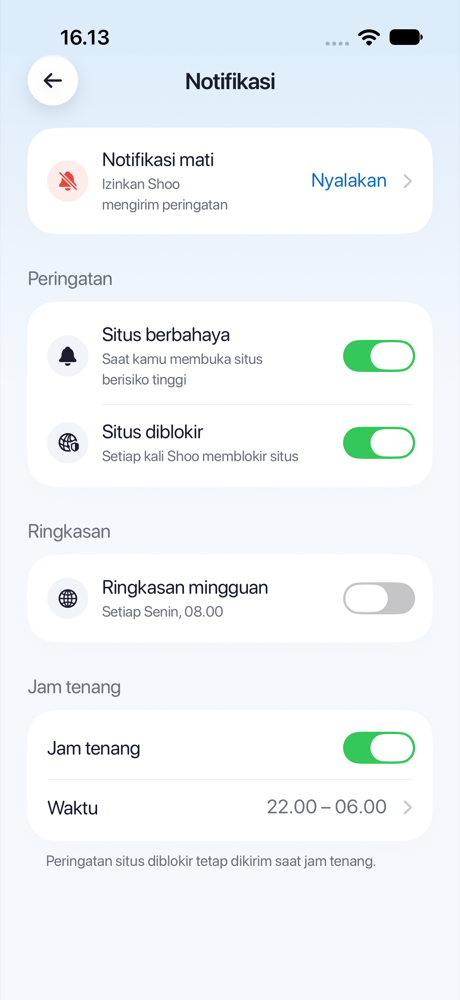 16.13
Notifikasi
Notifikasi mati
Izinkan Shoo
mengirim peringatan
Nyalakan
Peringatan
Situs berbahaya
Saat kamu membuka situs
berisiko tinggi
Situs diblokir
Setiap kali Shoo memblokir situs
Ringkasan
Ringkasan mingguan
Setiap Senin, 08.00
Jam tenang
Jam tenang
Waktu
22.00 – 06.00
Peringatan situs diblokir tetap dikirim saat jam tenang.